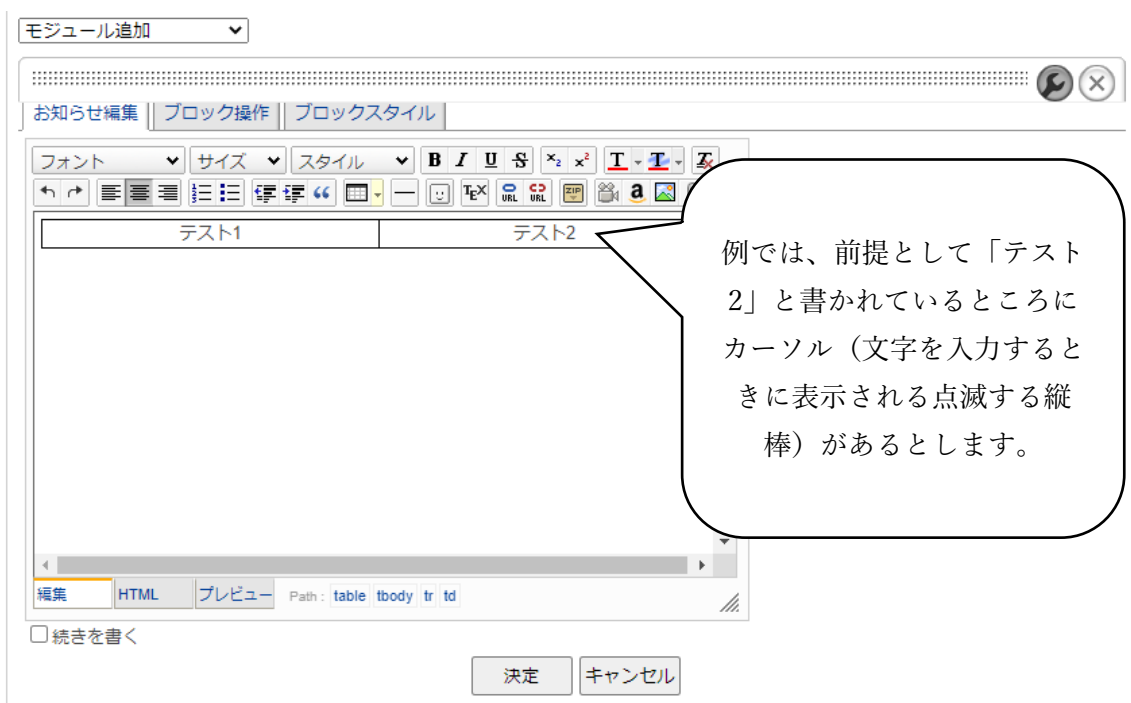 モジュール追加
お知らせ編集 ブロック操作 ブロックスタイル
フォント サイズ スタイル B I U S ×₂ ×² T T
TEX URL URL ZIP a
テスト1 テスト2
例では、前提として「テスト
2」と書かれているところに
カーソル（文字を入力すると
きに表示される点滅する縦
棒）があるとします。
編集 HTML プレビュー Path : table tbody tr td
続きを書く
決定 キャンセル